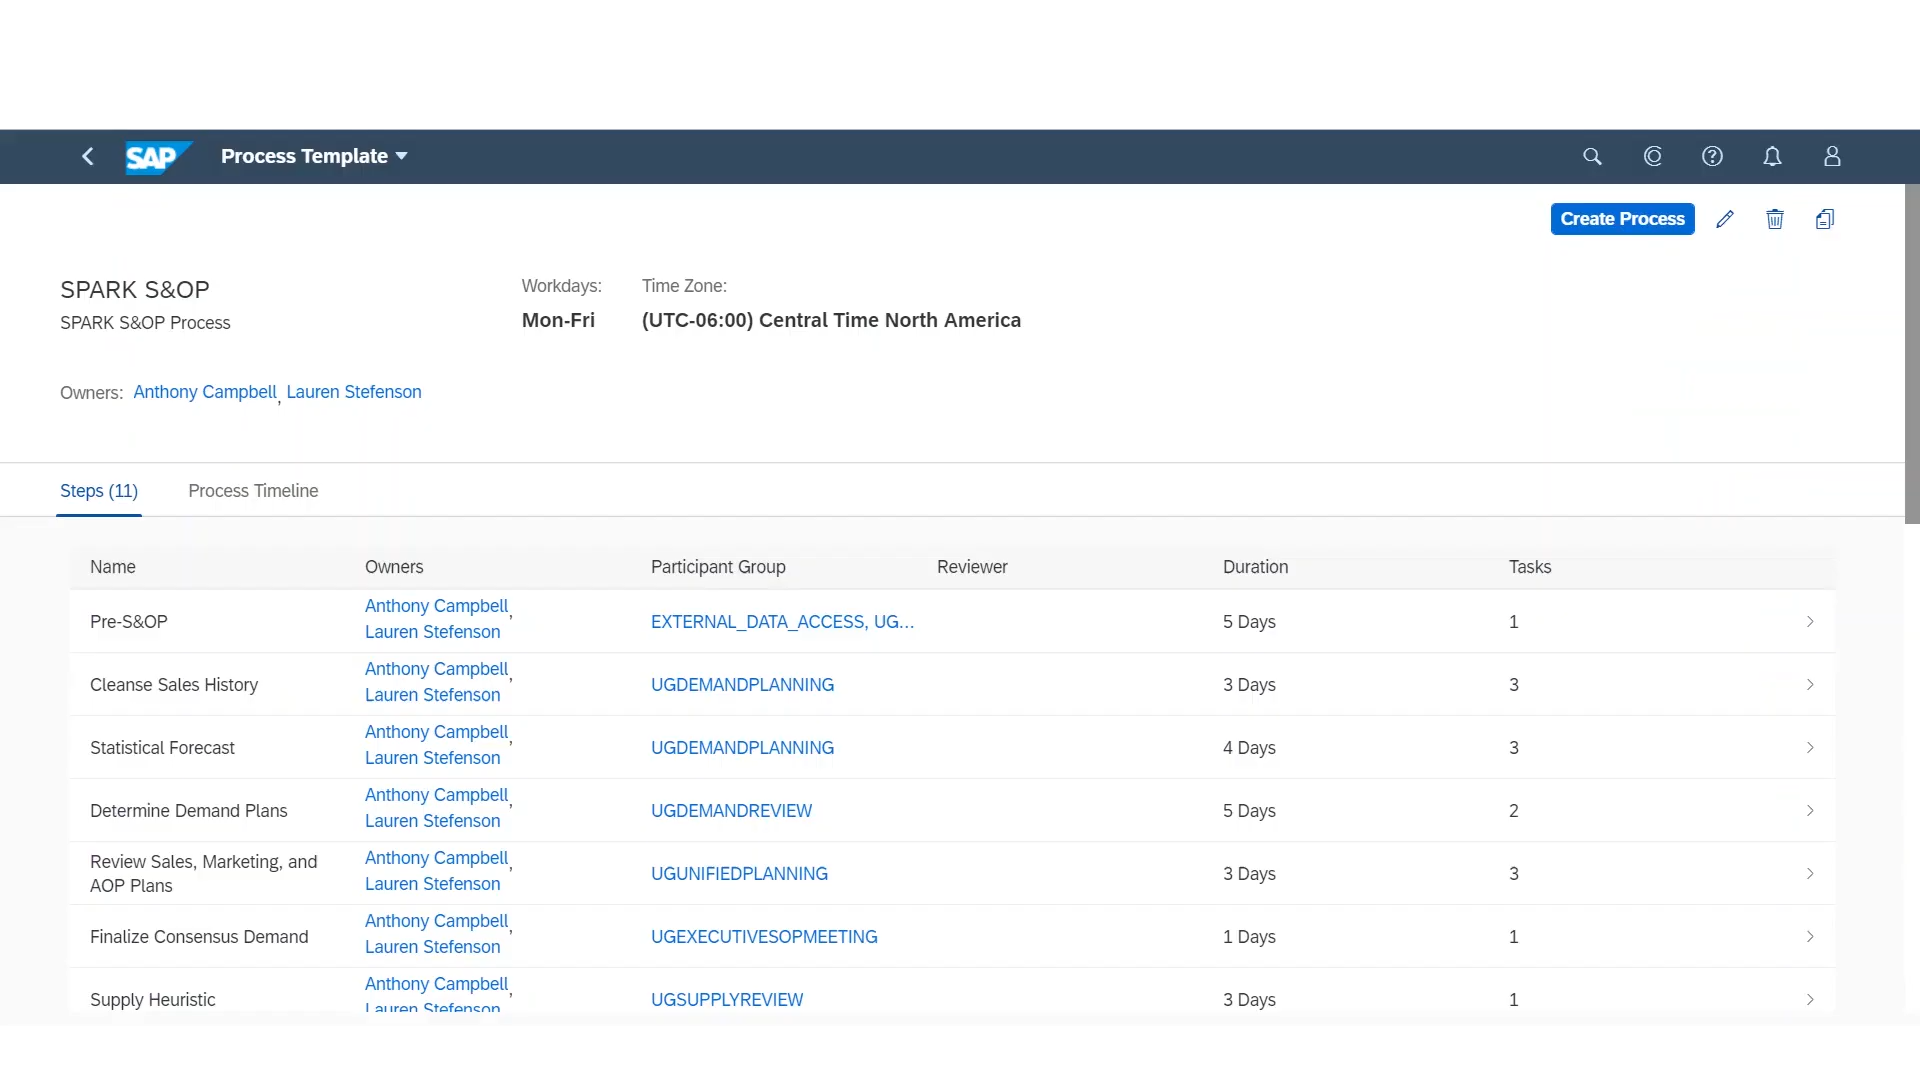 SAP Process Template
Create Process
SPARK S&OP
SPARK S&OP Process
Workdays:
Mon-Fri
Time Zone:
(UTC-06:00) Central Time North America
Owners: Anthony Campbell, Lauren Stefenson
Steps (11) Process Timeline
Name Owners Participant Group Reviewer Duration Tasks
Pre-S&OP
Anthony Campbell,
Lauren Stefenson
EXTERNAL_DATA_ACCESS, UG...
5 Days
1
Cleanse Sales History
Anthony Campbell,
Lauren Stefenson
UGDEMANDPLANNING
3 Days
3
Statistical Forecast
Anthony Campbell,
Lauren Stefenson
UGDEMANDPLANNING
4 Days
3
Determine Demand Plans
Anthony Campbell,
Lauren Stefenson
UGDEMANDREVIEW
5 Days
2
Review Sales, Marketing, and
AOP Plans
Anthony Campbell,
Lauren Stefenson
UGUNIFIEDPLANNING
3 Days
3
Finalize Consensus Demand
Anthony Campbell,
Lauren Stefenson
UGEXECUTIVESOPMEETING
1 Days
1
Supply Heuristic
Anthony Campbell,
Lauren Stefenson
UGSUPPLYREVIEW
3 Days
1